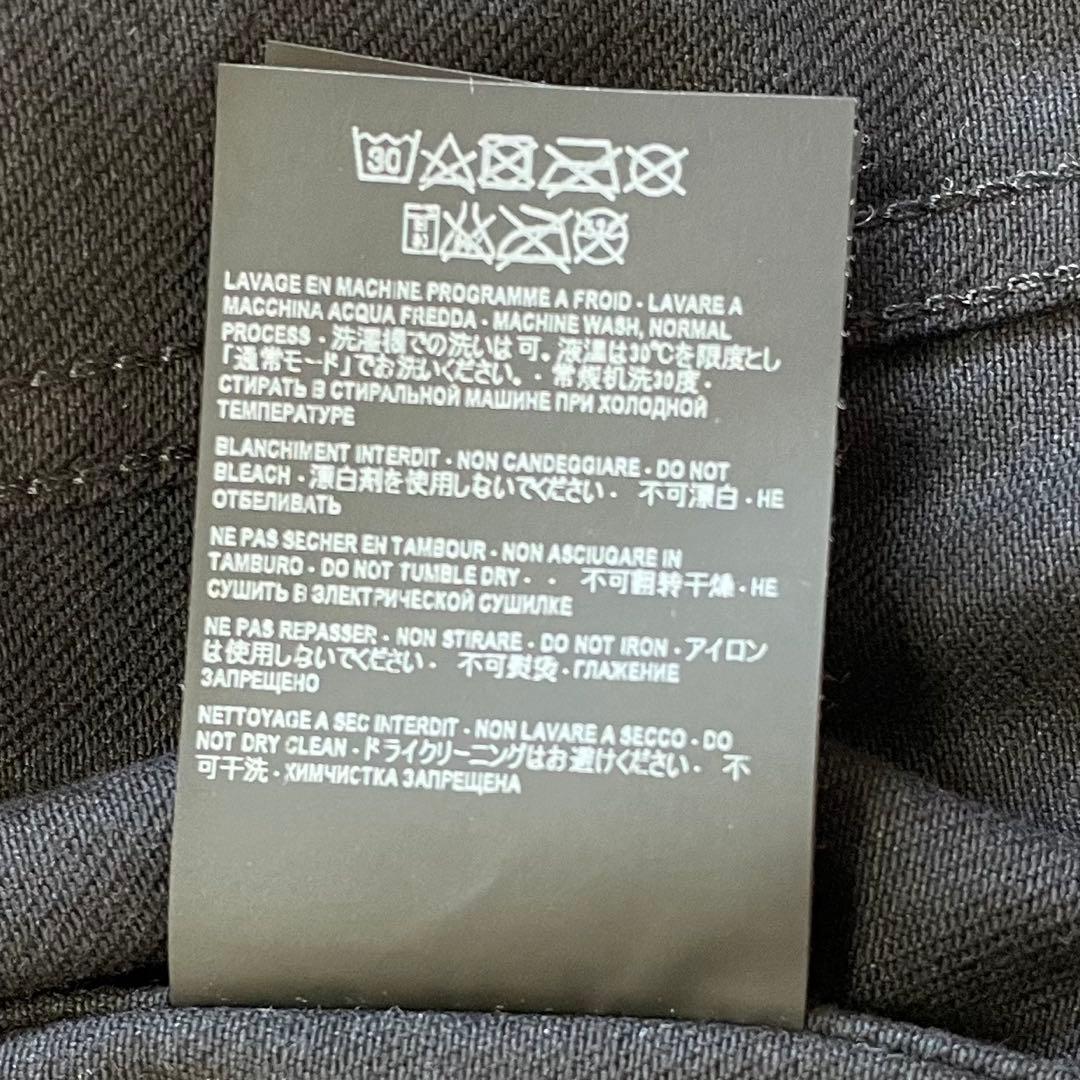 30
LAVAGE EN MACHINE PROGRAMME A FROID - LAVARE A
MACCHINA ACQUA FREDDA - MACHINE WASH, NORMAL
PROCESS - 洗濯機での洗いは可。液温は30℃を限度とし
「通常モード」でお洗いください。 - 常规机洗30度 -
СТИРАТЬ В СТИРАЛЬНОЙ МАШИНЕ ПРИ ХОЛОДНОЙ
ТЕМПЕРАТУРЕ
BLANCHIMENT INTERDIT - NON CANDEGGIARE - DO NOT
BLEACH - 漂白剤を使用しないでください - 不可漂白 - НЕ
ОТБЕЛИВАТЬ
NE PAS SECHER EN TAMBOUR - NON ASCIUGARE IN
TAMBURO - DO NOT TUMBLE DRY - - 不可翻转干燥 - НЕ
СУШИТЬ В ЭЛЕКТРИЧЕСКОЙ СУШИЛКЕ
NE PAS REPASSER - NON STIRARE - DO NOT IRON - アイロン
は使用しないでください - 不可熨烫 - ГЛАЖЕНИЕ
ЗАПРЕЩЕНО
NETTOYAGE A SEC INTERDIT - NON LAVARE A SECCO - DO
NOT DRY CLEAN - ドライクリーニングはお避けください - 不
可干洗 - ХИМЧИСТКА ЗАПРЕЩЕНА